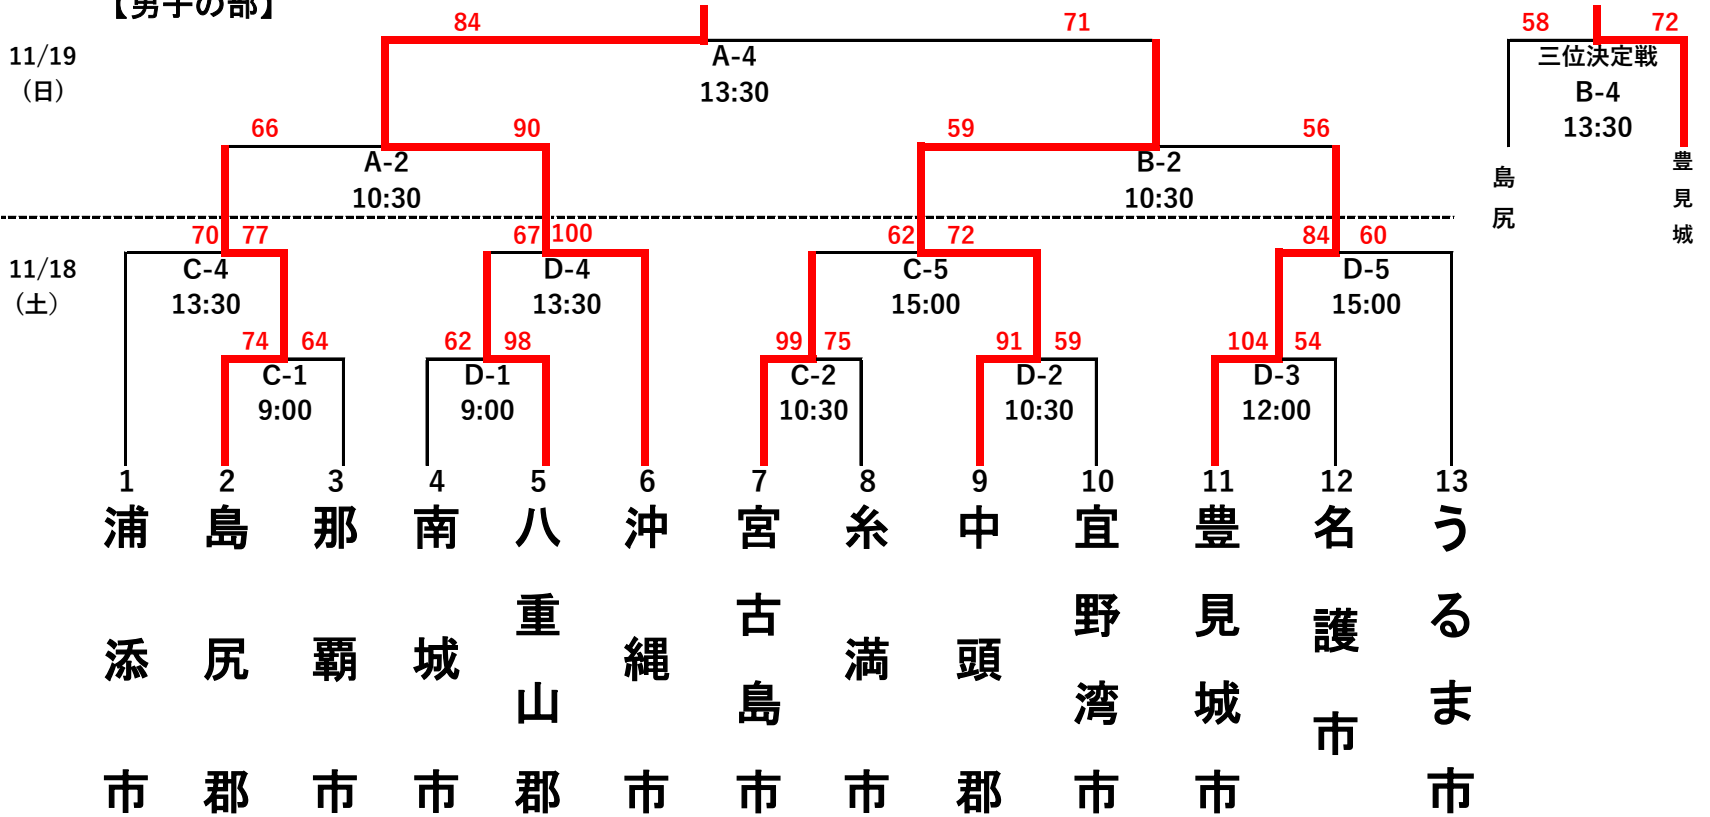 【男子の部】
84 71 58 72
11/19 A-4 三位決定戦
（日） 13:30 B-4
13:30
66 90 59 56
A-2 B-2
10:30 10:30
島尻
豊見城
70 77 67 100 62 72 84 60
11/18 C-4 D-4 C-5 D-5
（土） 13:30 13:30 15:00 15:00
74 64 62 98 99 75 91 59 104 54
C-1 D-1 C-2 D-2 D-3
9:00 9:00 10:30 10:30 12:00
1 2 3 4 5 6 7 8 9 10 11 12 13
浦添市
島尻郡
那覇市
南城市
八重山郡
沖縄市
宮古島市
糸満市
中頭郡
宜野湾市
豊見城市
名護市
うるま市